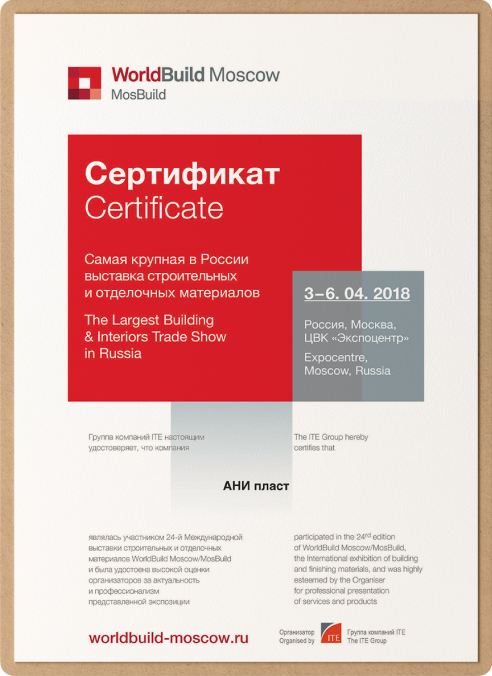 WorldBuild Moscow
MosBuild
Сертификат
Certificate
Самая крупная в России
выставка строительных
и отделочных материалов
The Largest Building
& Interiors Trade Show
in Russia
3–6. 04. 2018
Россия, Москва,
ЦВК «Экспоцентр»
Expocentre,
Moscow, Russia
Группа компаний ITE настоящим
удостоверяет, что компания
The ITE Group hereby
certifies that
АНИ пласт
являлась участником 24-й Международной
выставки строительных и отделочных
материалов WorldBuild Moscow/MosBuild
и была удостоена высокой оценки
организаторов за актуальность
и профессионализм
представленной экспозиции
participated in the 24rd edition
of WorldBuild Moscow/MosBuild,
the International exhibition of building
and finishing materials, and was highly
esteemed by the Organiser
for professional presentation
of services and products
worldbuild-moscow.ru
Организатор
Organised by
ITE
Группа компаний ITE
The ITE Group